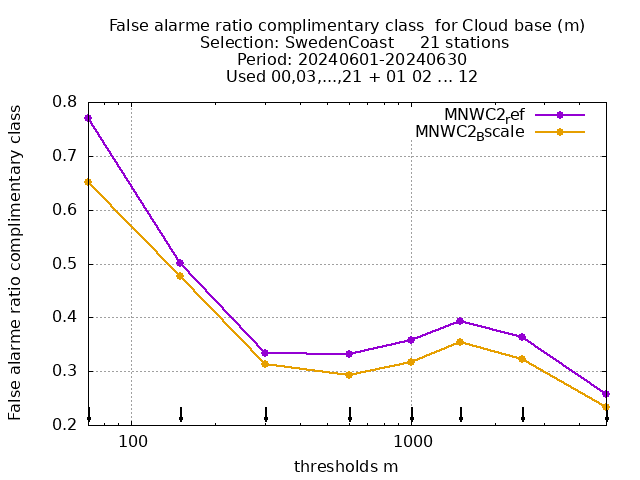 False alarme ratio complimentary class  for Cloud base (m)
Selection: SwedenCoast     21 stations
Period: 20240601-20240630
Used 00,03,...,21 + 01 02 ... 12
False alarme ratio complimentary class
0.8
0.7
0.6
0.5
0.4
0.3
0.2
MNWC2ref
MNWC2Bscale
100
1000
thresholds m